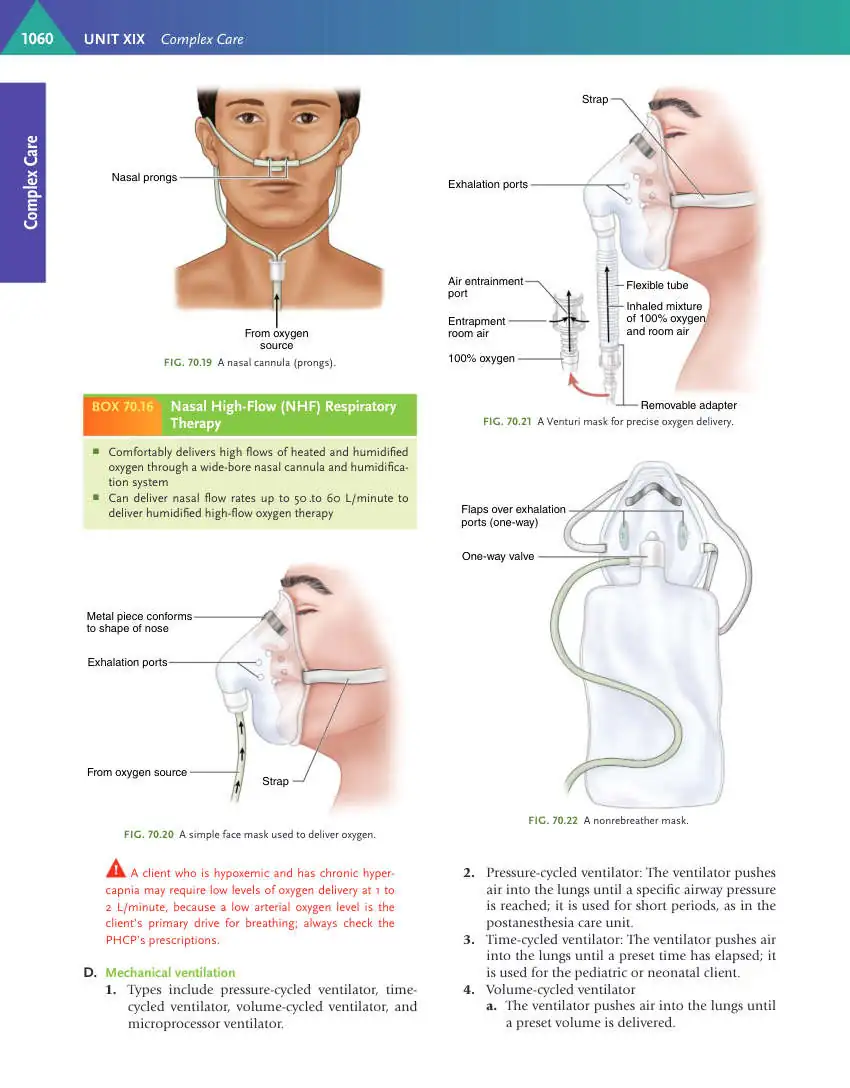 1060
UNIT XIX Complex Care
Complex Care
Nasal prongs
From oxygen
source
FIG. 70.19 A nasal cannula (prongs).
BOX 70.16 Nasal High-Flow (NHF) Respiratory
Therapy
■ Comfortably delivers high flows of heated and humidified
oxygen through a wide-bore nasal cannula and humidifica-
tion system
■ Can deliver nasal flow rates up to 50 to 60 L/minute to
deliver humidified high-flow oxygen therapy
Metal piece conforms
to shape of nose
Exhalation ports
From oxygen source
Strap
FIG. 70.20 A simple face mask used to deliver oxygen.
! A client who is hypoxemic and has chronic hyper-
capnia may require low levels of oxygen delivery at 1 to
2 L/minute, because a low arterial oxygen level is the
client's primary drive for breathing; always check the
PHCP's prescriptions.
D. Mechanical ventilation
1. Types include pressure-cycled ventilator, time-
cycled ventilator, volume-cycled ventilator, and
microprocessor ventilator.
Strap
Exhalation ports
Air entrainment
port
Entrapment
room air
100% oxygen
Flexible tube
Inhaled mixture
of 100% oxygen
and room air
Removable adapter
FIG. 70.21 A Venturi mask for precise oxygen delivery.
Flaps over exhalation
ports (one-way)
One-way valve
FIG. 70.22 A nonrebreather mask.
2. Pressure-cycled ventilator: The ventilator pushes
air into the lungs until a specific airway pressure
is reached; it is used for short periods, as in the
postanesthesia care unit.
3. Time-cycled ventilator: The ventilator pushes air
into the lungs until a preset time has elapsed; it
is used for the pediatric or neonatal client.
4. Volume-cycled ventilator
a. The ventilator pushes air into the lungs until
a preset volume is delivered.